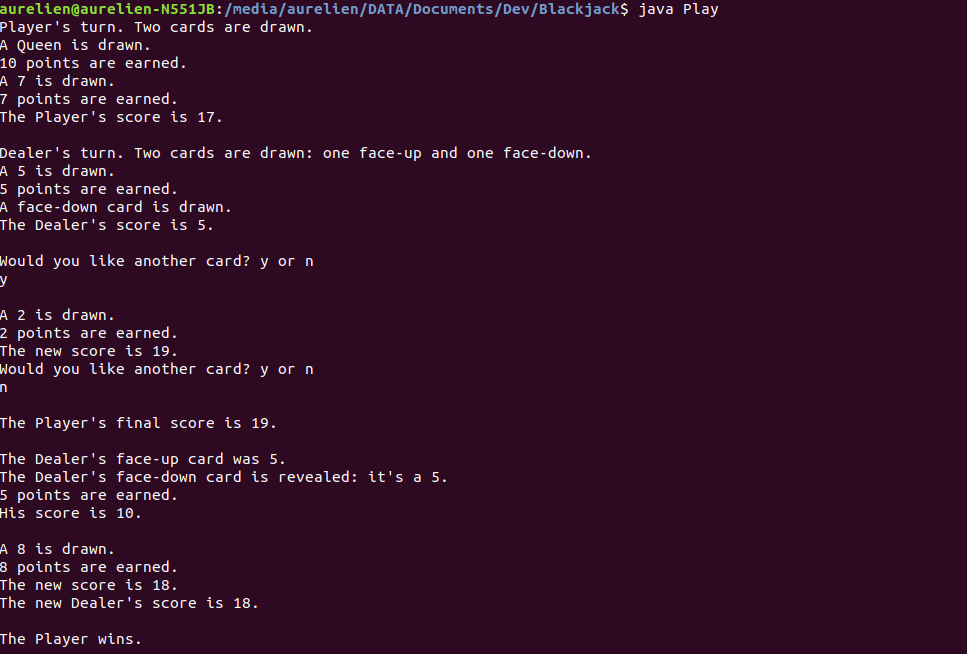 aurelien@aurelien-N551JB:/media/aurelien/DATA/Documents/Dev/Blackjack$ java Play
Player's turn. Two cards are drawn.
A Queen is drawn.
10 points are earned.
A 7 is drawn.
7 points are earned.
The Player's score is 17.
Dealer's turn. Two cards are drawn: one face-up and one face-down.
A 5 is drawn.
5 points are earned.
A face-down card is drawn.
The Dealer's score is 5.
Would you like another card? y or n
y
A 2 is drawn.
2 points are earned.
The new score is 19.
Would you like another card? y or n
n
The Player's final score is 19.
The Dealer's face-up card was 5.
The Dealer's face-down card is revealed: it's a 5.
5 points are earned.
His score is 10.
A 8 is drawn.
8 points are earned.
The new score is 18.
The new Dealer's score is 18.
The Player wins.